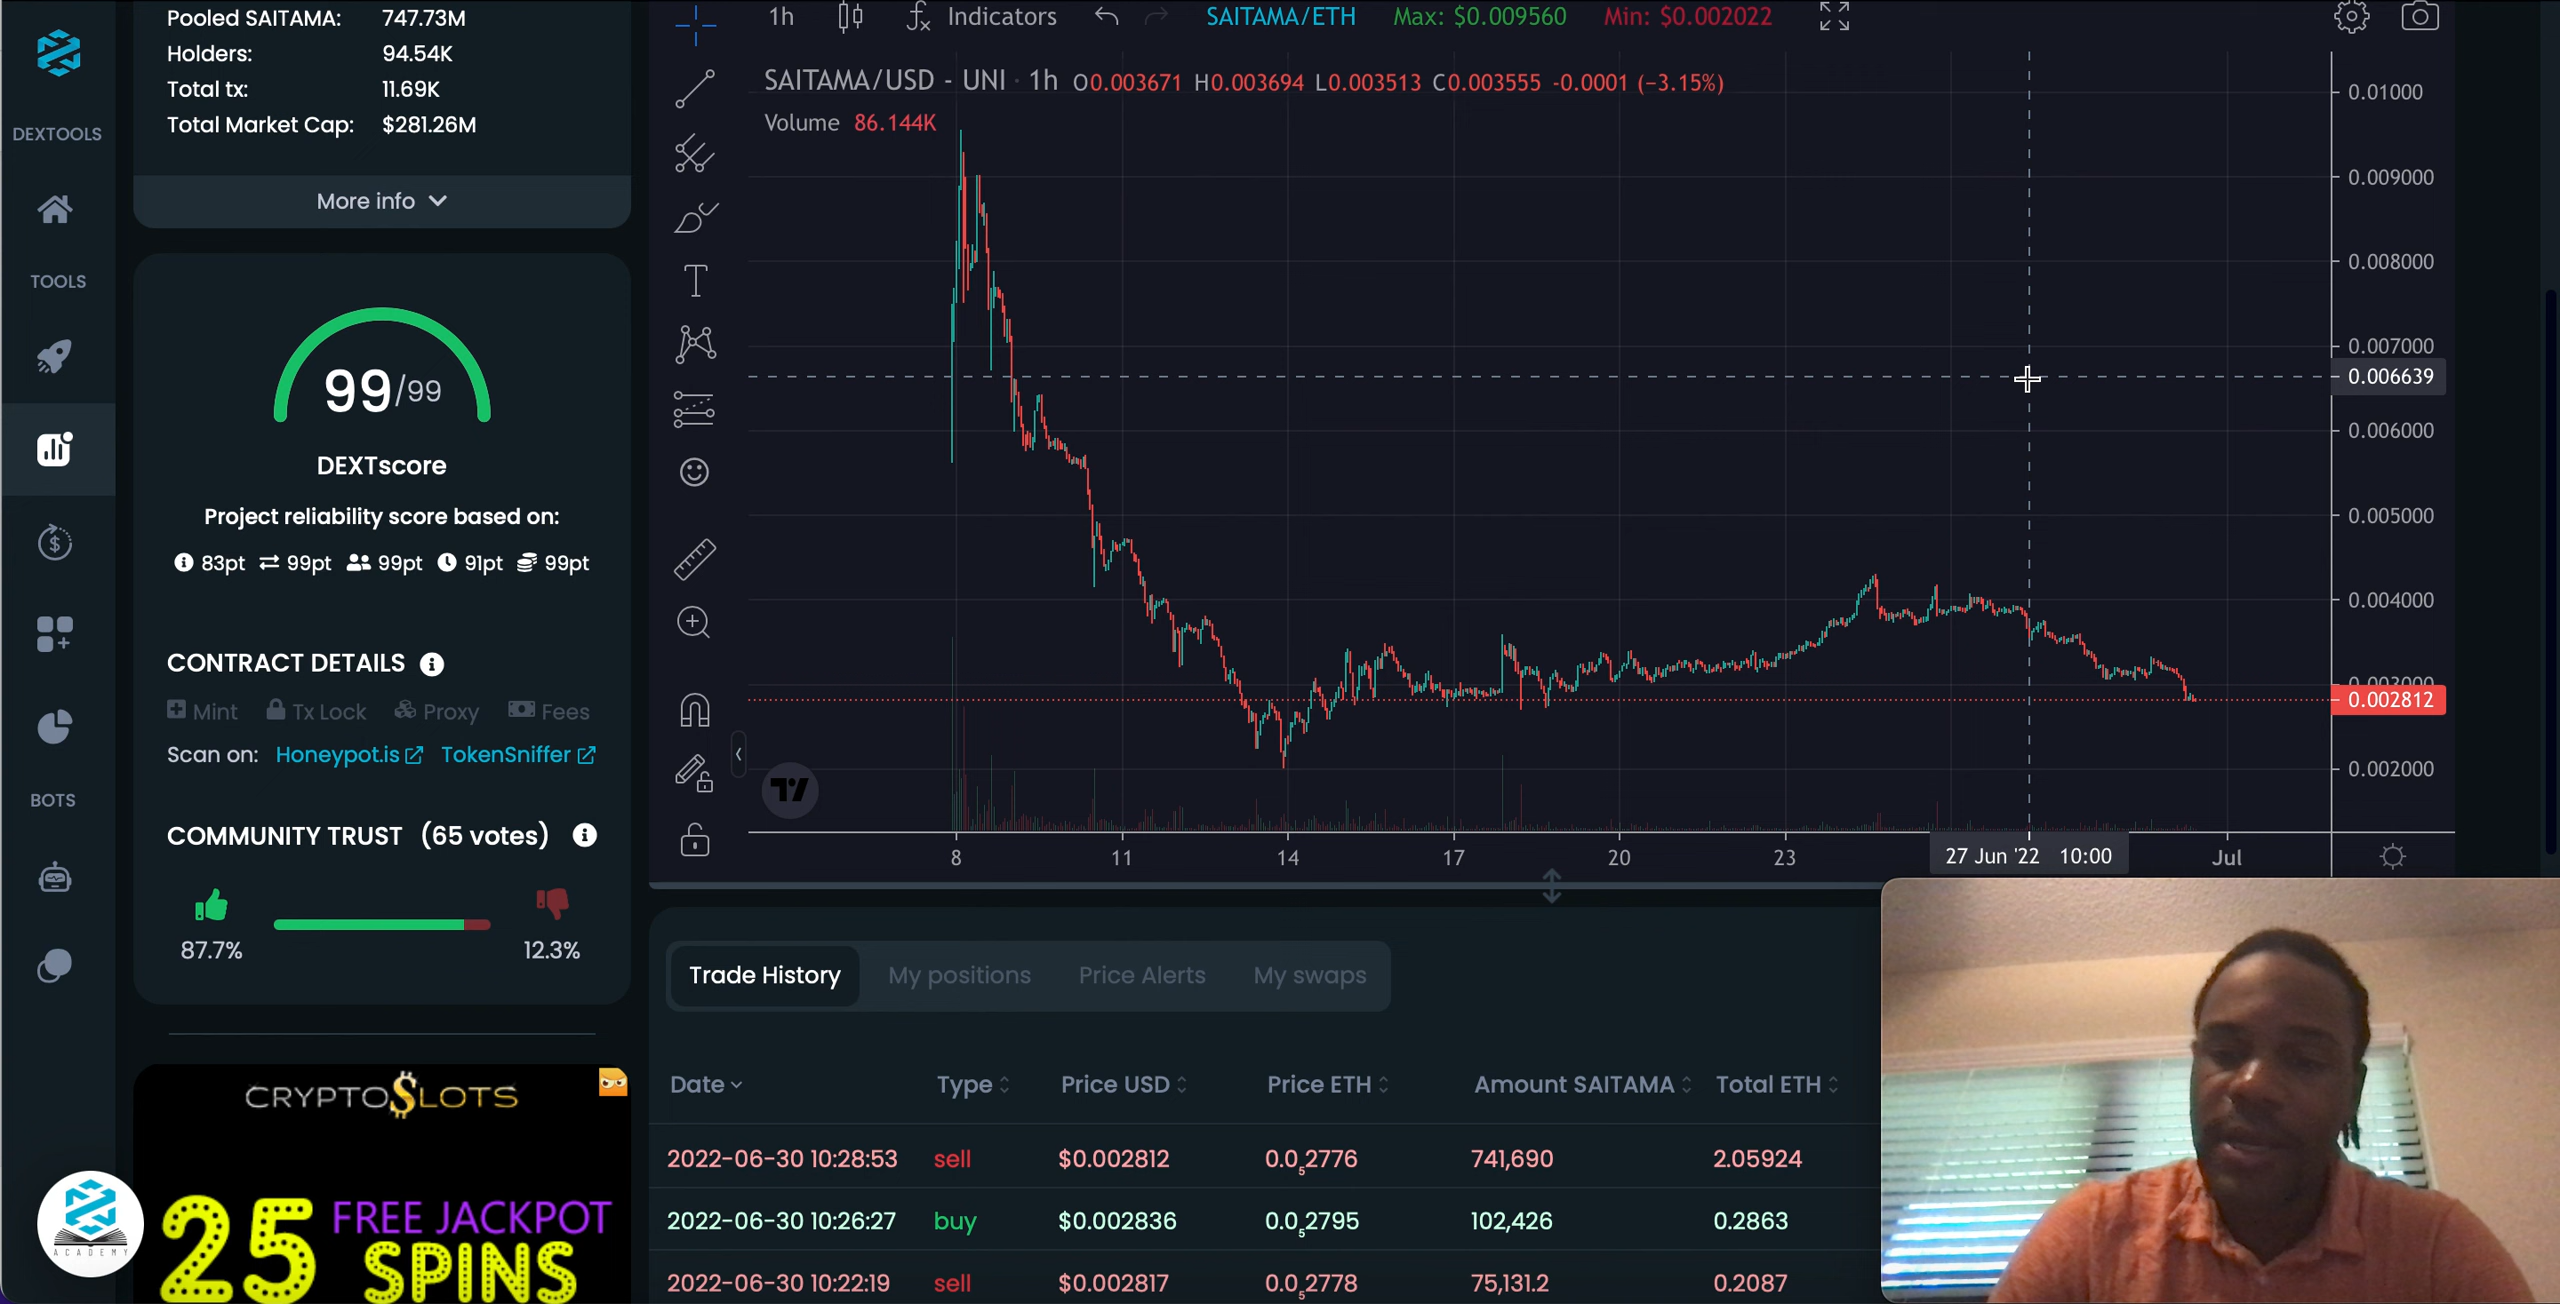 DEXTOOLS
TOOLS
BOTS
ACADEMY
Pooled SAITAMA: 747.73M
Holders: 94.54K
Total tx: 11.69K
Total Market Cap: $281.26M
More info
99/99
DEXTscore
Project reliability score based on:
83pt 99pt 99pt 91pt 99pt
CONTRACT DETAILS
Mint Tx Lock Proxy Fees
Scan on: Honeypot.is TokenSniffer
COMMUNITY TRUST (65 votes)
87.7% 12.3%
CRYPTO$LOTS
25 FREE JACKPOT
SPINS
1h Indicators SAITAMA/ETH Max: $0.009560 Min: $0.002022
SAITAMA/USD - UNI · 1h O0.003671 H0.003694 L0.003513 C0.003555 -0.0001 (−3.15%)
Volume 86.144K
0.01000
0.009000
0.008000
0.007000
0.006639
0.006000
0.005000
0.004000
0.003000
0.002812
0.002000
8 11 14 17 20 23 27 Jun '22 10:00 Jul
Trade History My positions Price Alerts My swaps
Date Type Price USD Price ETH Amount SAITAMA Total ETH
2022-06-30 10:28:53 sell $0.002812 0.0₅2776 741,690 2.05924
2022-06-30 10:26:27 buy $0.002836 0.0₅2795 102,426 0.2863
2022-06-30 10:22:19 sell $0.002817 0.0₅2778 75,131.2 0.2087